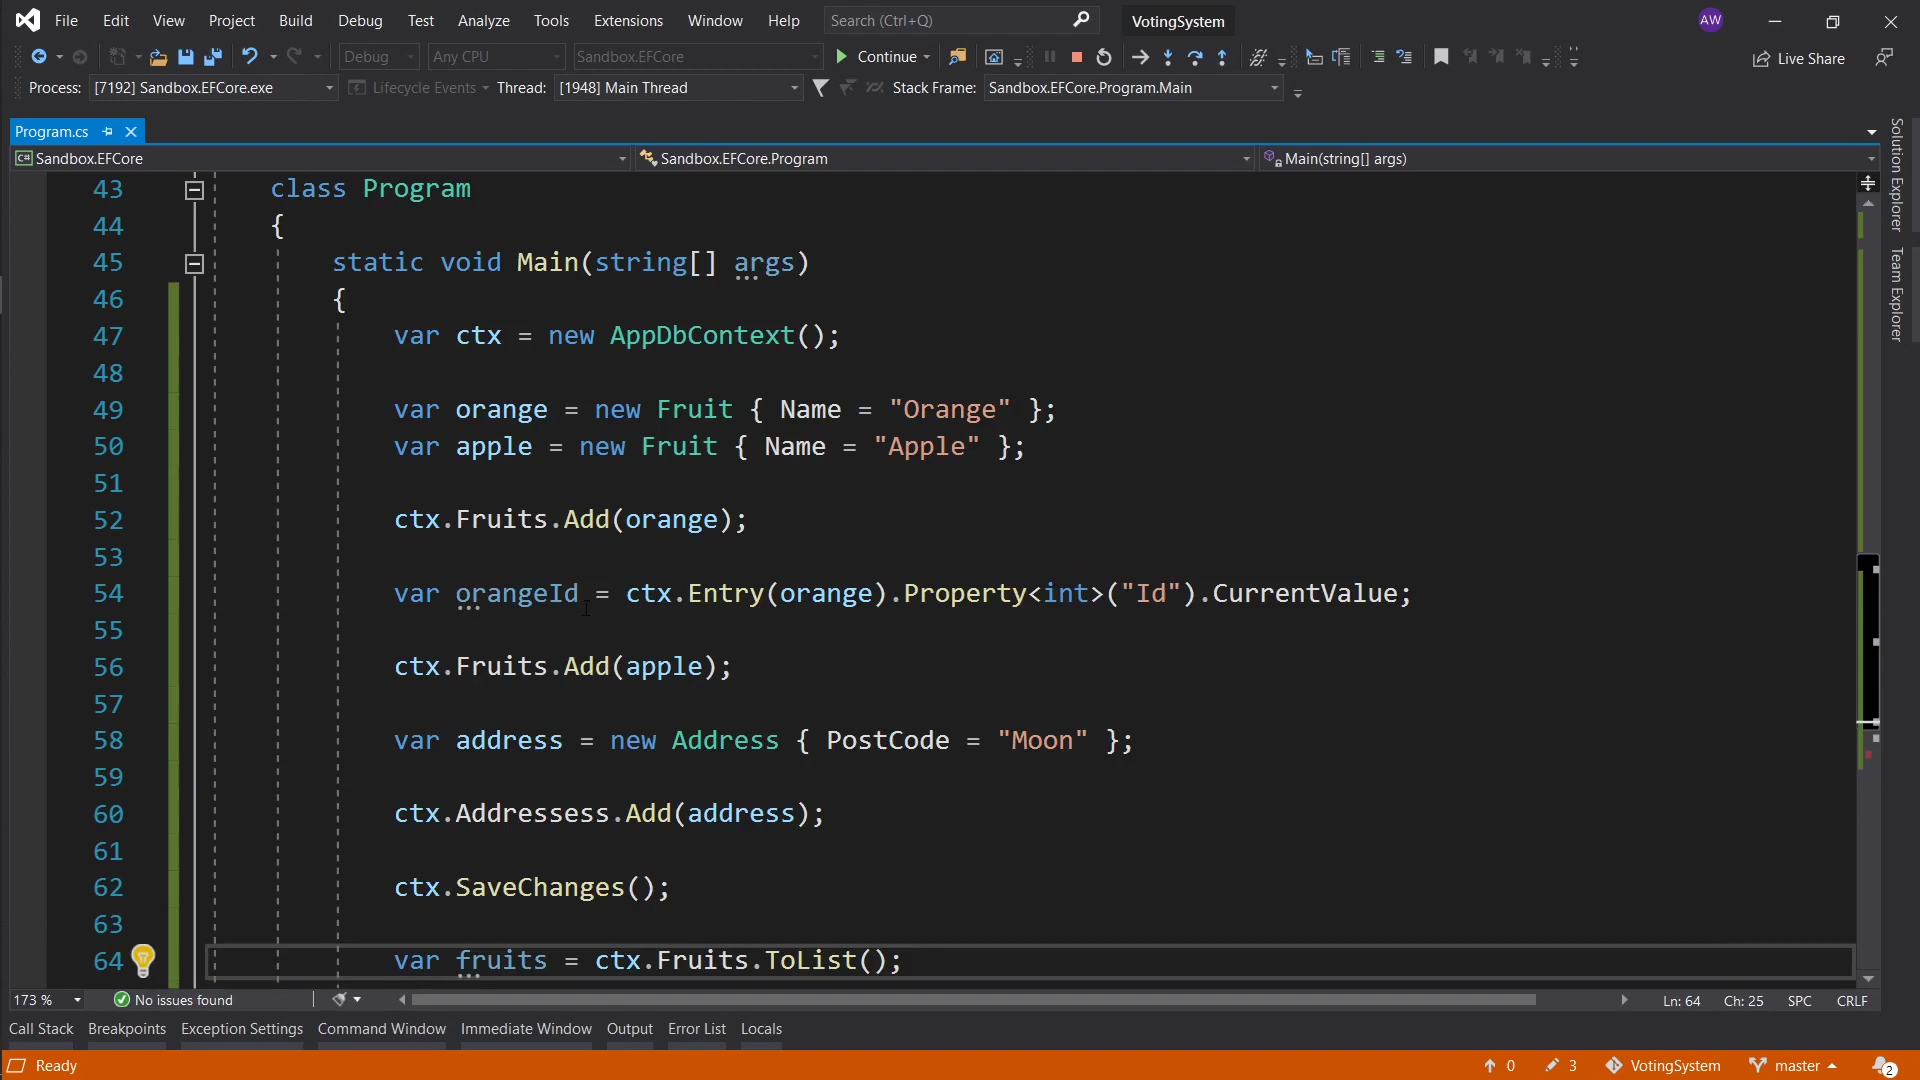 File Edit View Project Build Debug Test Analyze Tools Extensions Window Help Search (Ctrl+Q) VotingSystem AW
Debug Any CPU Sandbox.EFCore Continue Live Share
Process: [7192] Sandbox.EFCore.exe Lifecycle Events Thread: [1948] Main Thread Stack Frame: Sandbox.EFCore.Program.Main
Program.cs
C# Sandbox.EFCore Sandbox.EFCore.Program Main(string[] args)
43 class Program
44 {
45 static void Main(string[] args)
46 {
47 var ctx = new AppDbContext();
48
49 var orange = new Fruit { Name = "Orange" };
50 var apple = new Fruit { Name = "Apple" };
51
52 ctx.Fruits.Add(orange);
53
54 var orangeId = ctx.Entry(orange).Property<int>("Id").CurrentValue;
55
56 ctx.Fruits.Add(apple);
57
58 var address = new Address { PostCode = "Moon" };
59
60 ctx.Addressess.Add(address);
61
62 ctx.SaveChanges();
63
64 var fruits = ctx.Fruits.ToList();
Solution Explorer
Team Explorer
173 % No issues found Ln: 64 Ch: 25 SPC CRLF
Call Stack Breakpoints Exception Settings Command Window Immediate Window Output Error List Locals
Ready 0 3 VotingSystem master 2